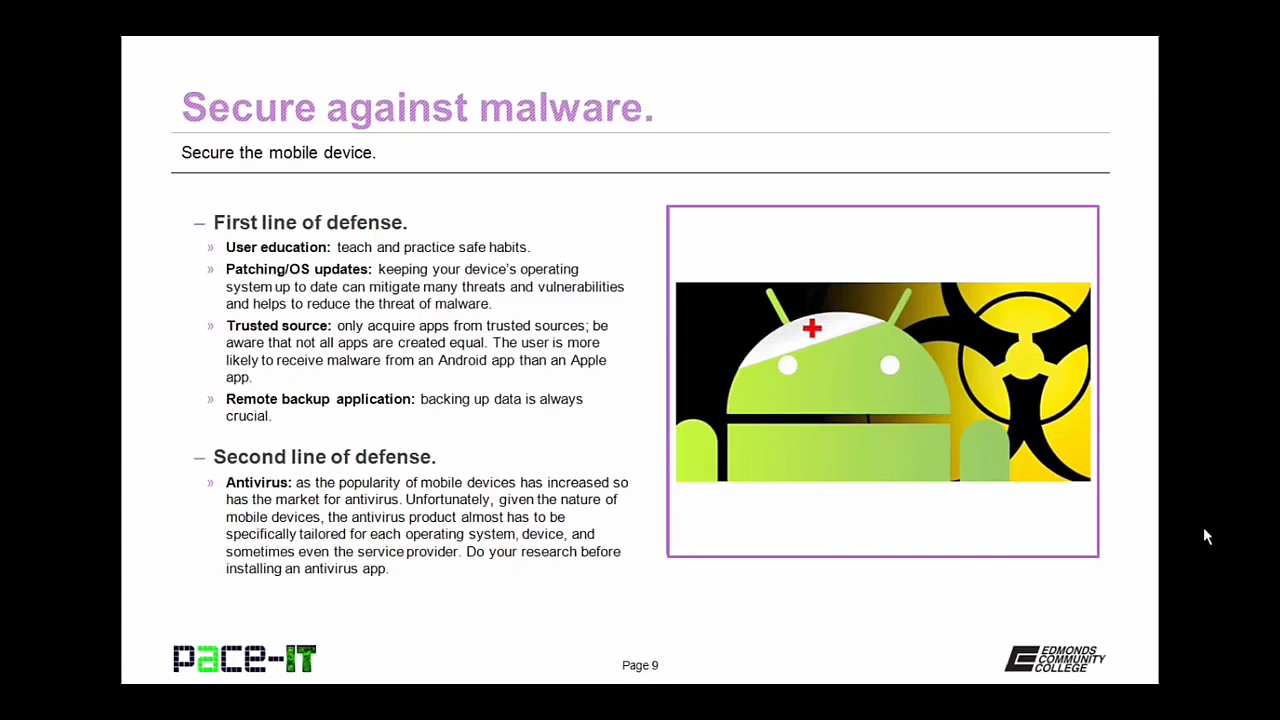 Secure against malware.
Secure the mobile device.
– First line of defense.
» User education: teach and practice safe habits.
» Patching/OS updates: keeping your device's operating
system up to date can mitigate many threats and vulnerabilities
and helps to reduce the threat of malware.
» Trusted source: only acquire apps from trusted sources; be
aware that not all apps are created equal. The user is more
likely to receive malware from an Android app than an Apple
app.
» Remote backup application: backing up data is always
crucial.
– Second line of defense.
» Antivirus: as the popularity of mobile devices has increased so
has the market for antivirus. Unfortunately, given the nature of
mobile devices, the antivirus product almost has to be
specifically tailored for each operating system, device, and
sometimes even the service provider. Do your research before
installing an antivirus app.
pace-IT
Page 9
EDMONDS
COMMUNITY
COLLEGE